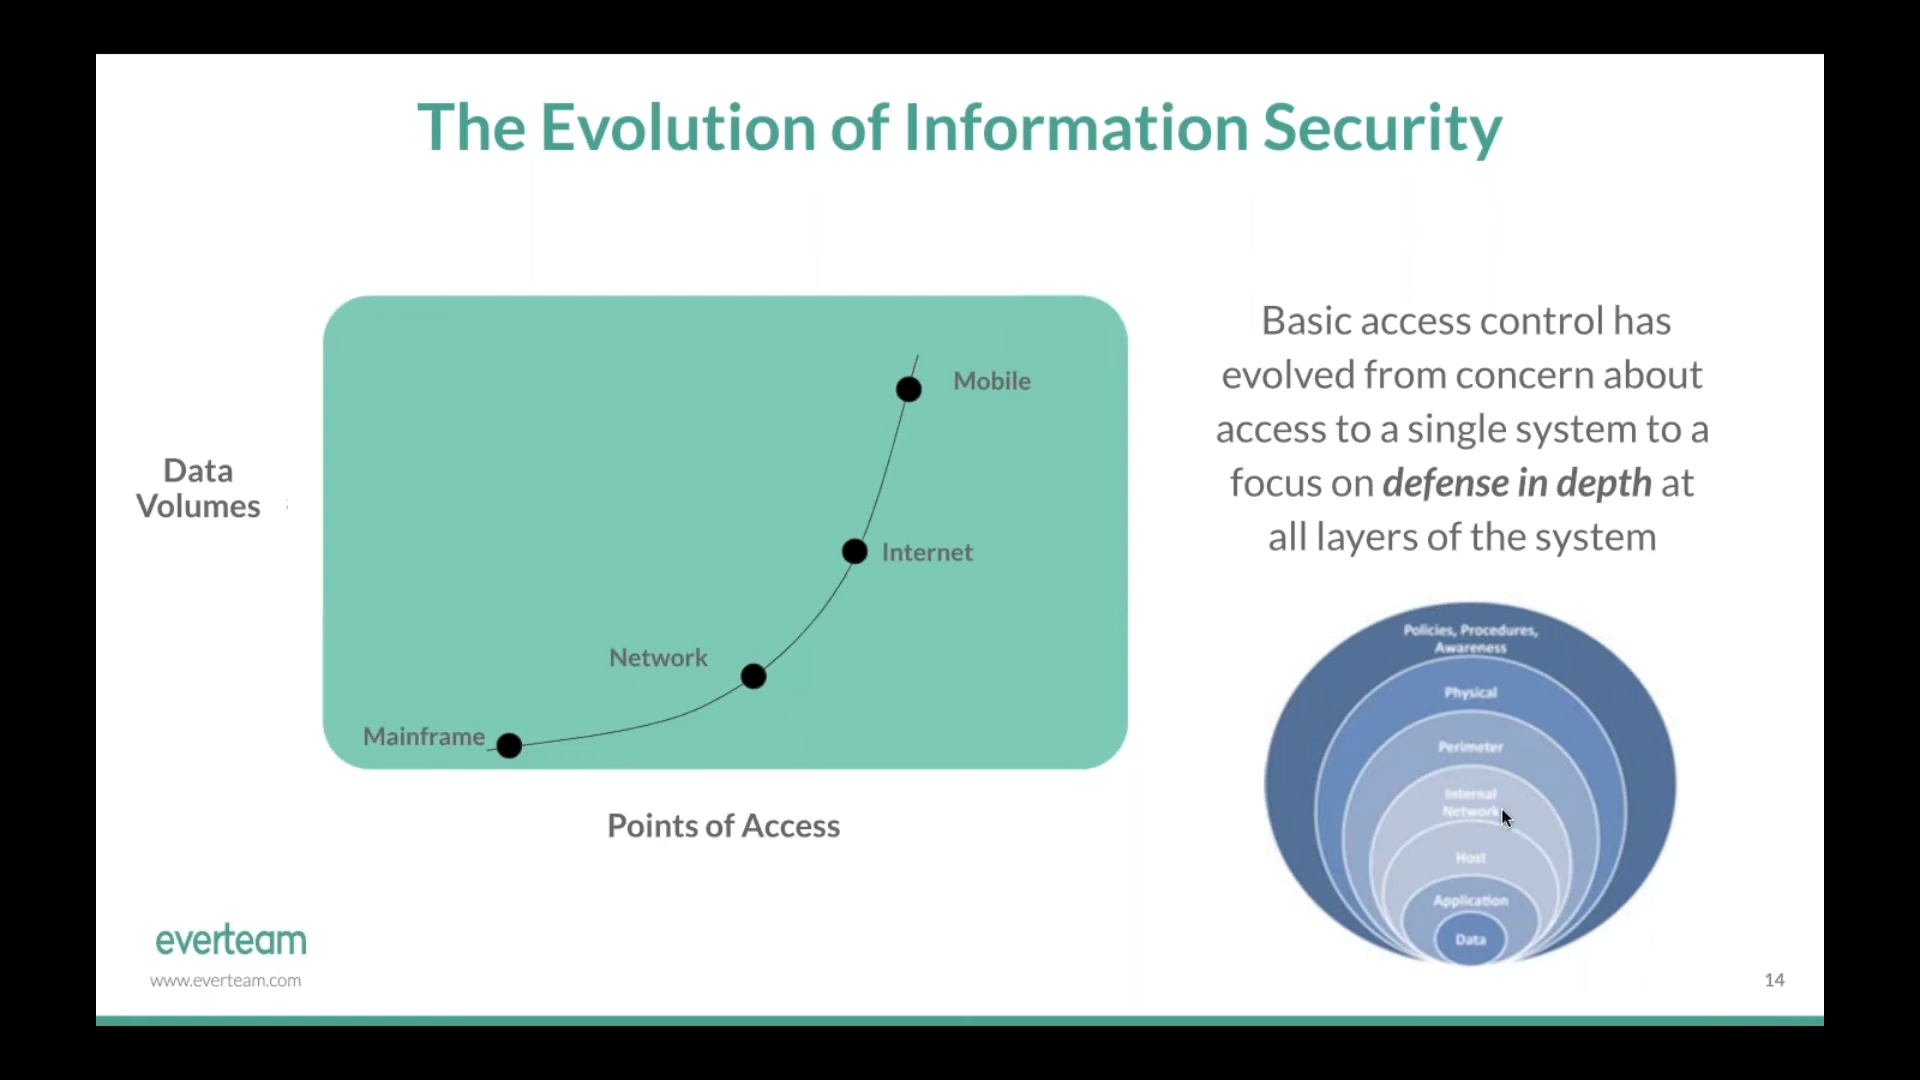 The Evolution of Information Security
Data
Volumes
Mobile
Internet
Network
Mainframe
Points of Access
Basic access control has
evolved from concern about
access to a single system to a
focus on defense in depth at
all layers of the system
Policies, Procedures,
Awareness
Physical
Perimeter
Internal
Network
Host
Application
Data
everteam
www.everteam.com
14